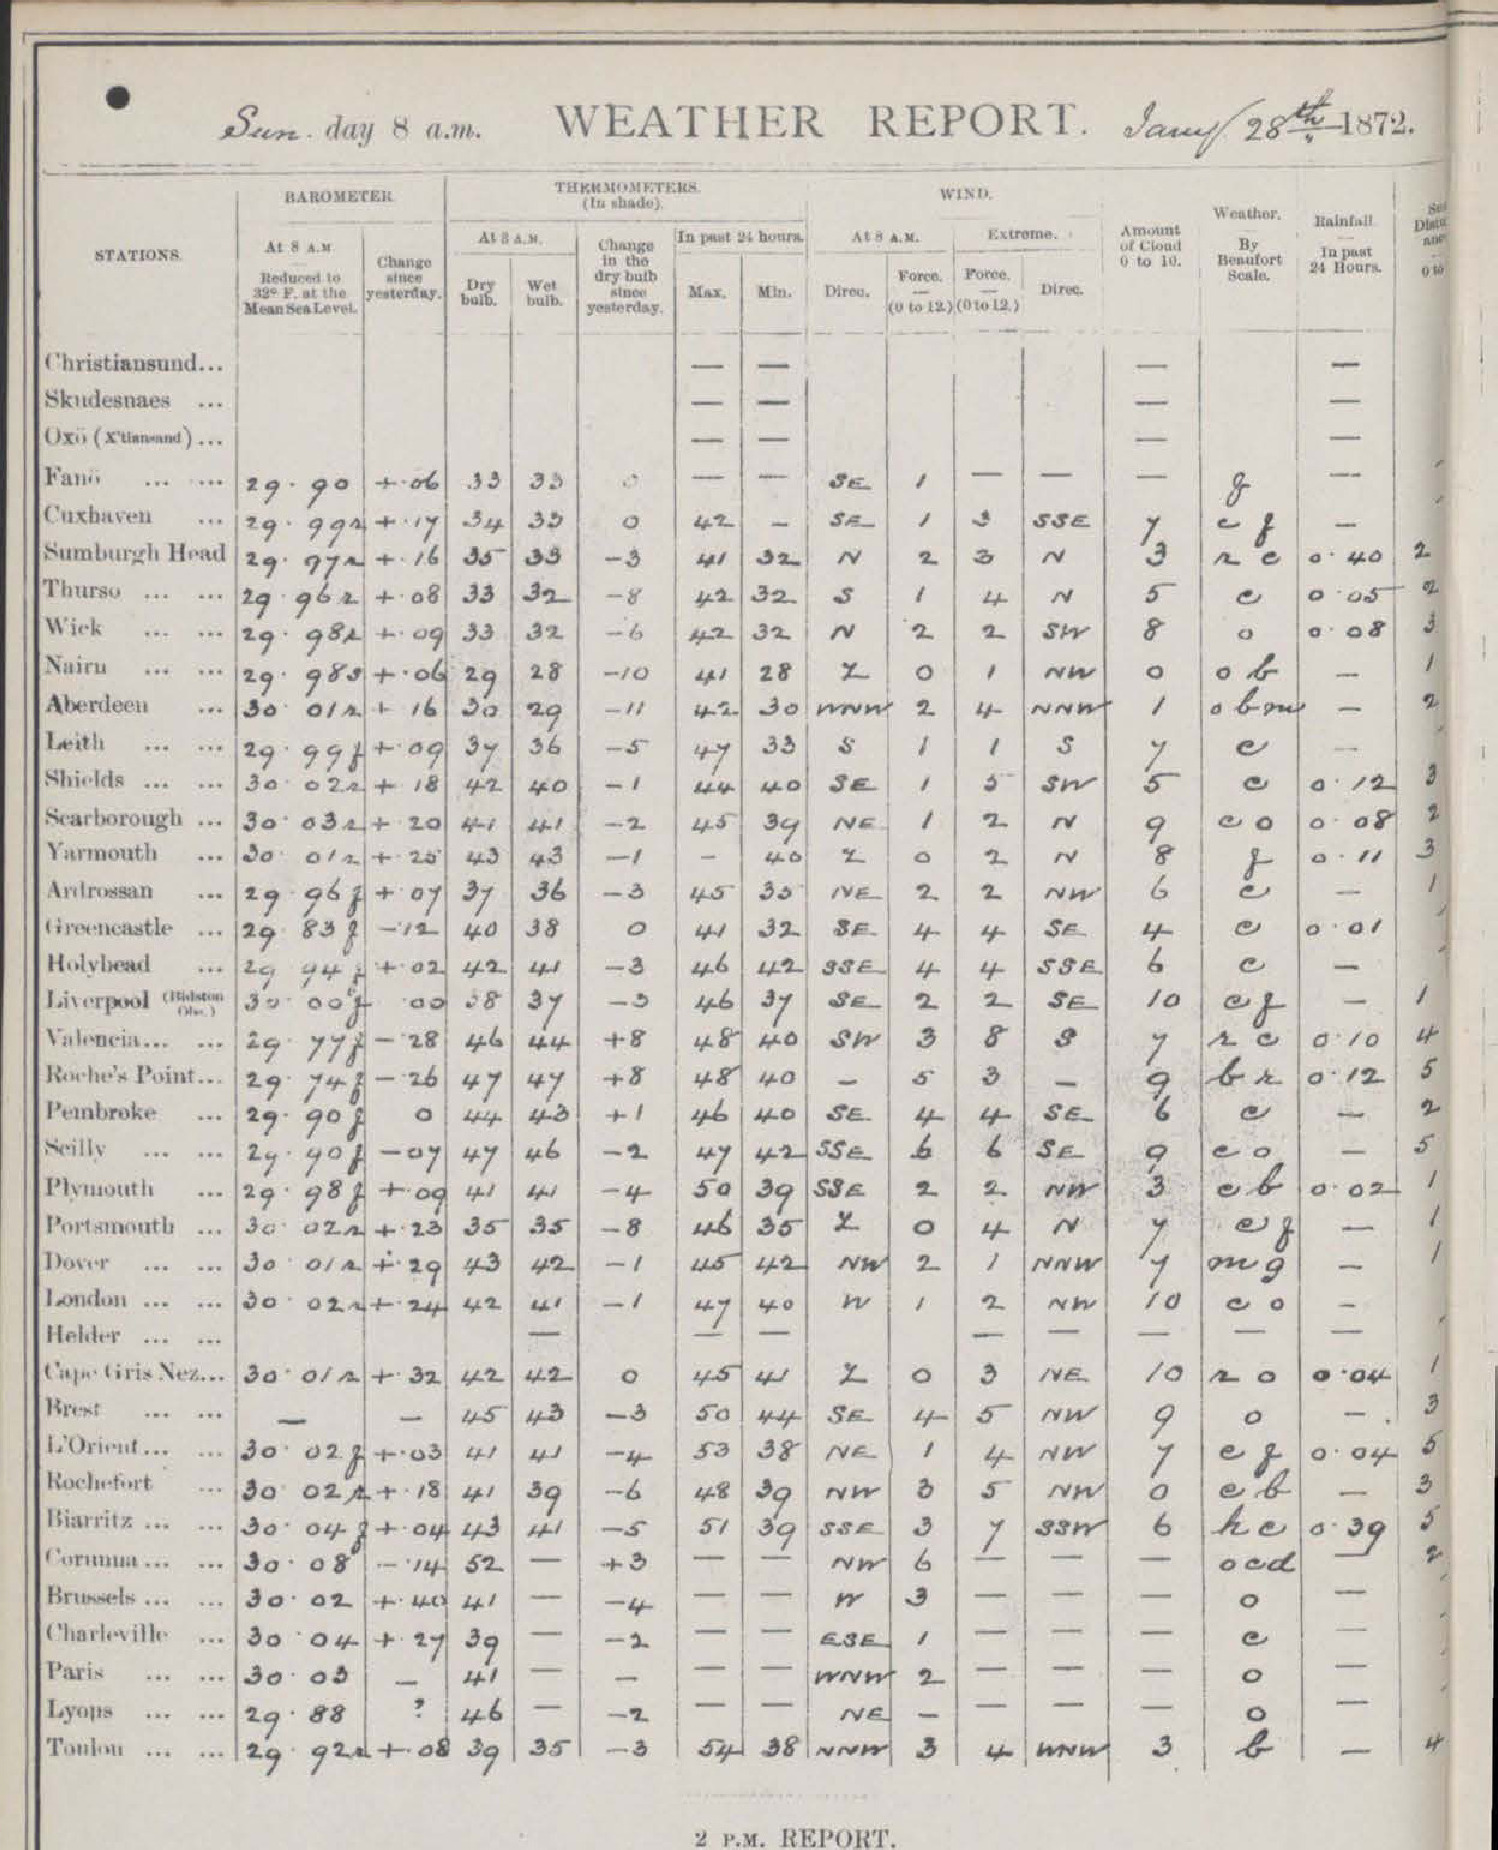 Sun. day 8 a.m. WEATHER REPORT. Jany 28th 1872.
BAROMETER. THERMOMETERS. (In shade). WIND.
STATIONS. At 8 A.M. Reduced to 32° F. at the Mean Sea Level. Change since yesterday. At 8 A.M. Dry bulb. Wet bulb. Change in the dry bulb since yesterday. In past 24 hours. Max. Min. At 8 A.M. Direc. Force. (0 to 12.) Extreme. Force. (0 to 12.) Direc. Amount of Cloud 0 to 10. Weather. By Beaufort Scale. Rainfall. In past 24 Hours.
Christiansund... — — — —
Skudesnaes ... — — — —
Oxö (X'tiansand) ... — — — —
Fanö ... ... 29.90 +.06 33 33 0 — — SE 1 — — — f —
Cuxhaven ... 29.99r +.17 34 33 0 42 — SE 1 3 SSE 7 c f —
Sumburgh Head 29.97r +.16 35 33 -3 41 32 N 2 3 N 3 r c 0.40 2
Thurso ... ... 29.96r +.08 33 32 -8 42 32 S 1 4 N 5 c 0.05 2
Wick ... ... 29.98r +.09 33 32 -6 42 32 N 2 2 SW 8 o 0.08 3
Nairn ... ... 29.98s +.06 29 28 -10 41 28 Z 0 1 NW 0 o b — 1
Aberdeen ... 30.01r +.16 30 29 -11 42 30 WNW 2 4 NNW 1 o b m — 2
Leith ... ... 29.99f +.09 37 36 -5 47 33 S 1 1 S 7 c —
Shields ... ... 30.02r +.18 42 40 -1 44 40 SE 1 5 SW 5 c 0.12 3
Scarborough ... 30.03r +.20 41 41 -2 45 39 NE 1 2 N 9 c o 0.08 2
Yarmouth ... 30.01r +.25 43 43 -1 — 40 Z 0 2 N 8 f 0.11 3
Ardrossan ... 29.96f +.07 37 36 -3 45 35 NE 2 2 NW 6 c — 1
Greencastle ... 29.83f -.12 40 38 0 41 32 SE 4 4 SE 4 c 0.01
Holyhead ... 29.94f +.02 42 41 -3 46 42 SSE 4 4 SSE 6 c —
Liverpool (Bidston Obs.) 30.00f .00 38 37 -3 46 37 SE 2 2 SE 10 c f — 1
Valencia... ... 29.77f -.28 46 44 +8 48 40 SW 3 8 S 7 r c 0.10 4
Roche's Point... 29.74f -.26 47 47 +8 48 40 — 5 3 — 9 b r 0.12 5
Pembroke ... 29.90f 0 44 43 +1 46 40 SE 4 4 SE 6 c — 2
Scilly ... ... 29.90f -.07 47 46 -2 47 42 SSE 6 6 SE 9 c o — 5
Plymouth ... 29.98f +.09 41 41 -4 50 39 SSE 2 2 NW 3 c b 0.02 1
Portsmouth ... 30.02r +.23 35 35 -8 46 35 Z 0 4 N 7 c f — 1
Dover ... ... 30.01r +.29 43 42 -1 45 42 NW 2 1 NNW 7 m g — 1
London ... ... 30.02r +.24 42 41 -1 47 40 W 1 2 NW 10 c o —
Helder ... ... — — — — — — — —
Cape Gris Nez... 30.01r +.32 42 42 0 45 41 Z 0 3 NE 10 r o 0.04 1
Brest ... ... — — 45 43 -3 50 44 SE 4 5 NW 9 o — 3
L'Orient... ... 30.02f +.03 41 41 -4 53 38 NE 1 4 NW 7 c f 0.04 5
Rochefort ... 30.02r +.18 41 39 -6 48 39 NW 3 5 NW 0 c b — 3
Biarritz ... ... 30.04f +.04 43 41 -5 51 39 SSE 3 7 SSW 6 h c 0.39 5
Corunna ... ... 30.08 -.14 52 — +3 — — NW 6 — — — o c d — 2
Brussels ... ... 30.02 +.40 41 — -4 — — W 3 — — — o —
Charleville ... 30.04 +.27 39 — -2 — — ESE 1 — — — c —
Paris ... ... 30.03 — 41 — — — — WNW 2 — — — o —
Lyons ... ... 29.88 ? 46 — -2 — — NE — — — — o —
Toulon ... ... 29.92r +.08 39 35 -3 54 38 NNW 3 4 WNW 3 b — 4
2 P.M. REPORT.